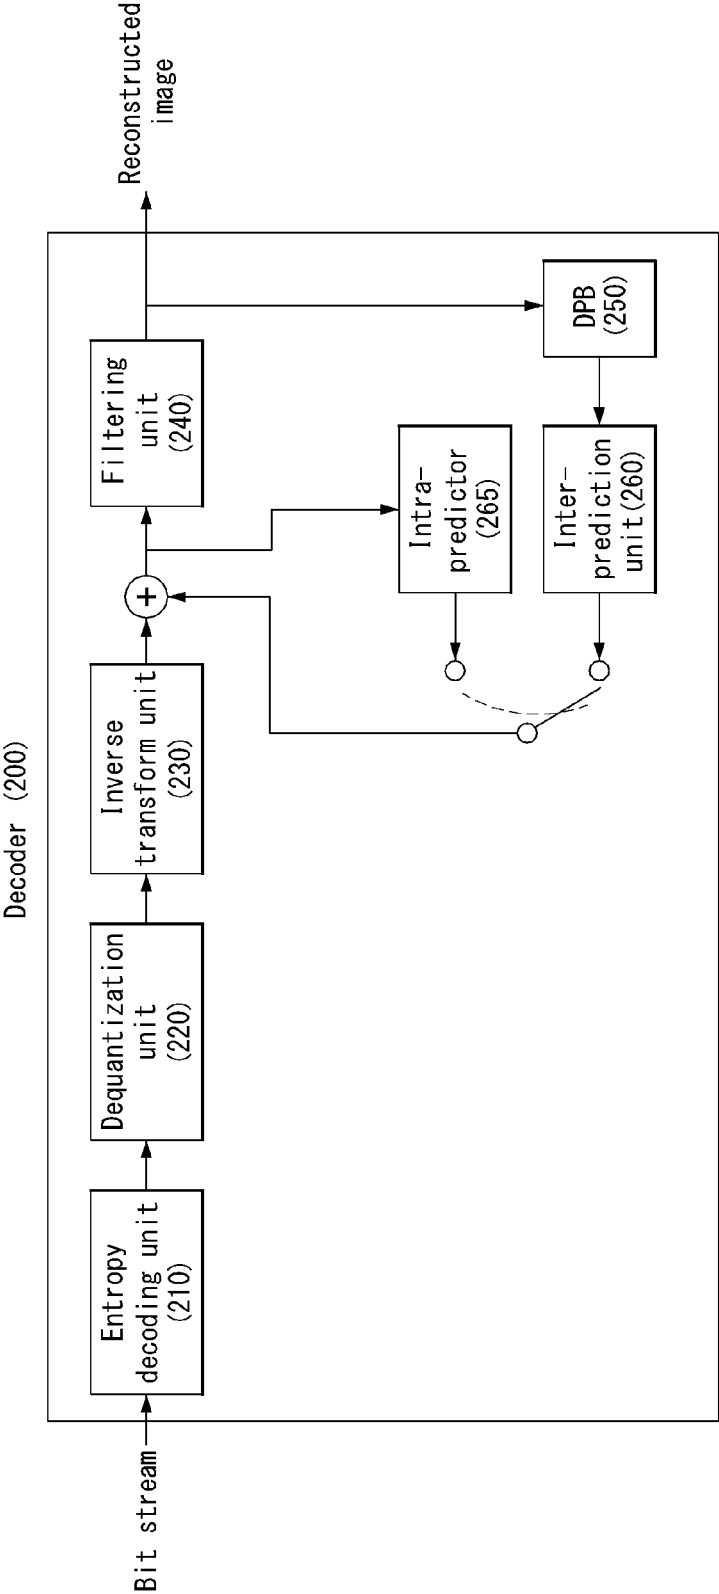 Decoder (200)
Bit stream
Entropy
decoding unit
(210)
Dequantization
unit
(220)
Inverse
transform unit
(230)
+
Filtering
unit
(240)
Reconstructed
image
Intra-
predictor
(265)
Inter-
prediction
unit(260)
DPB
(250)